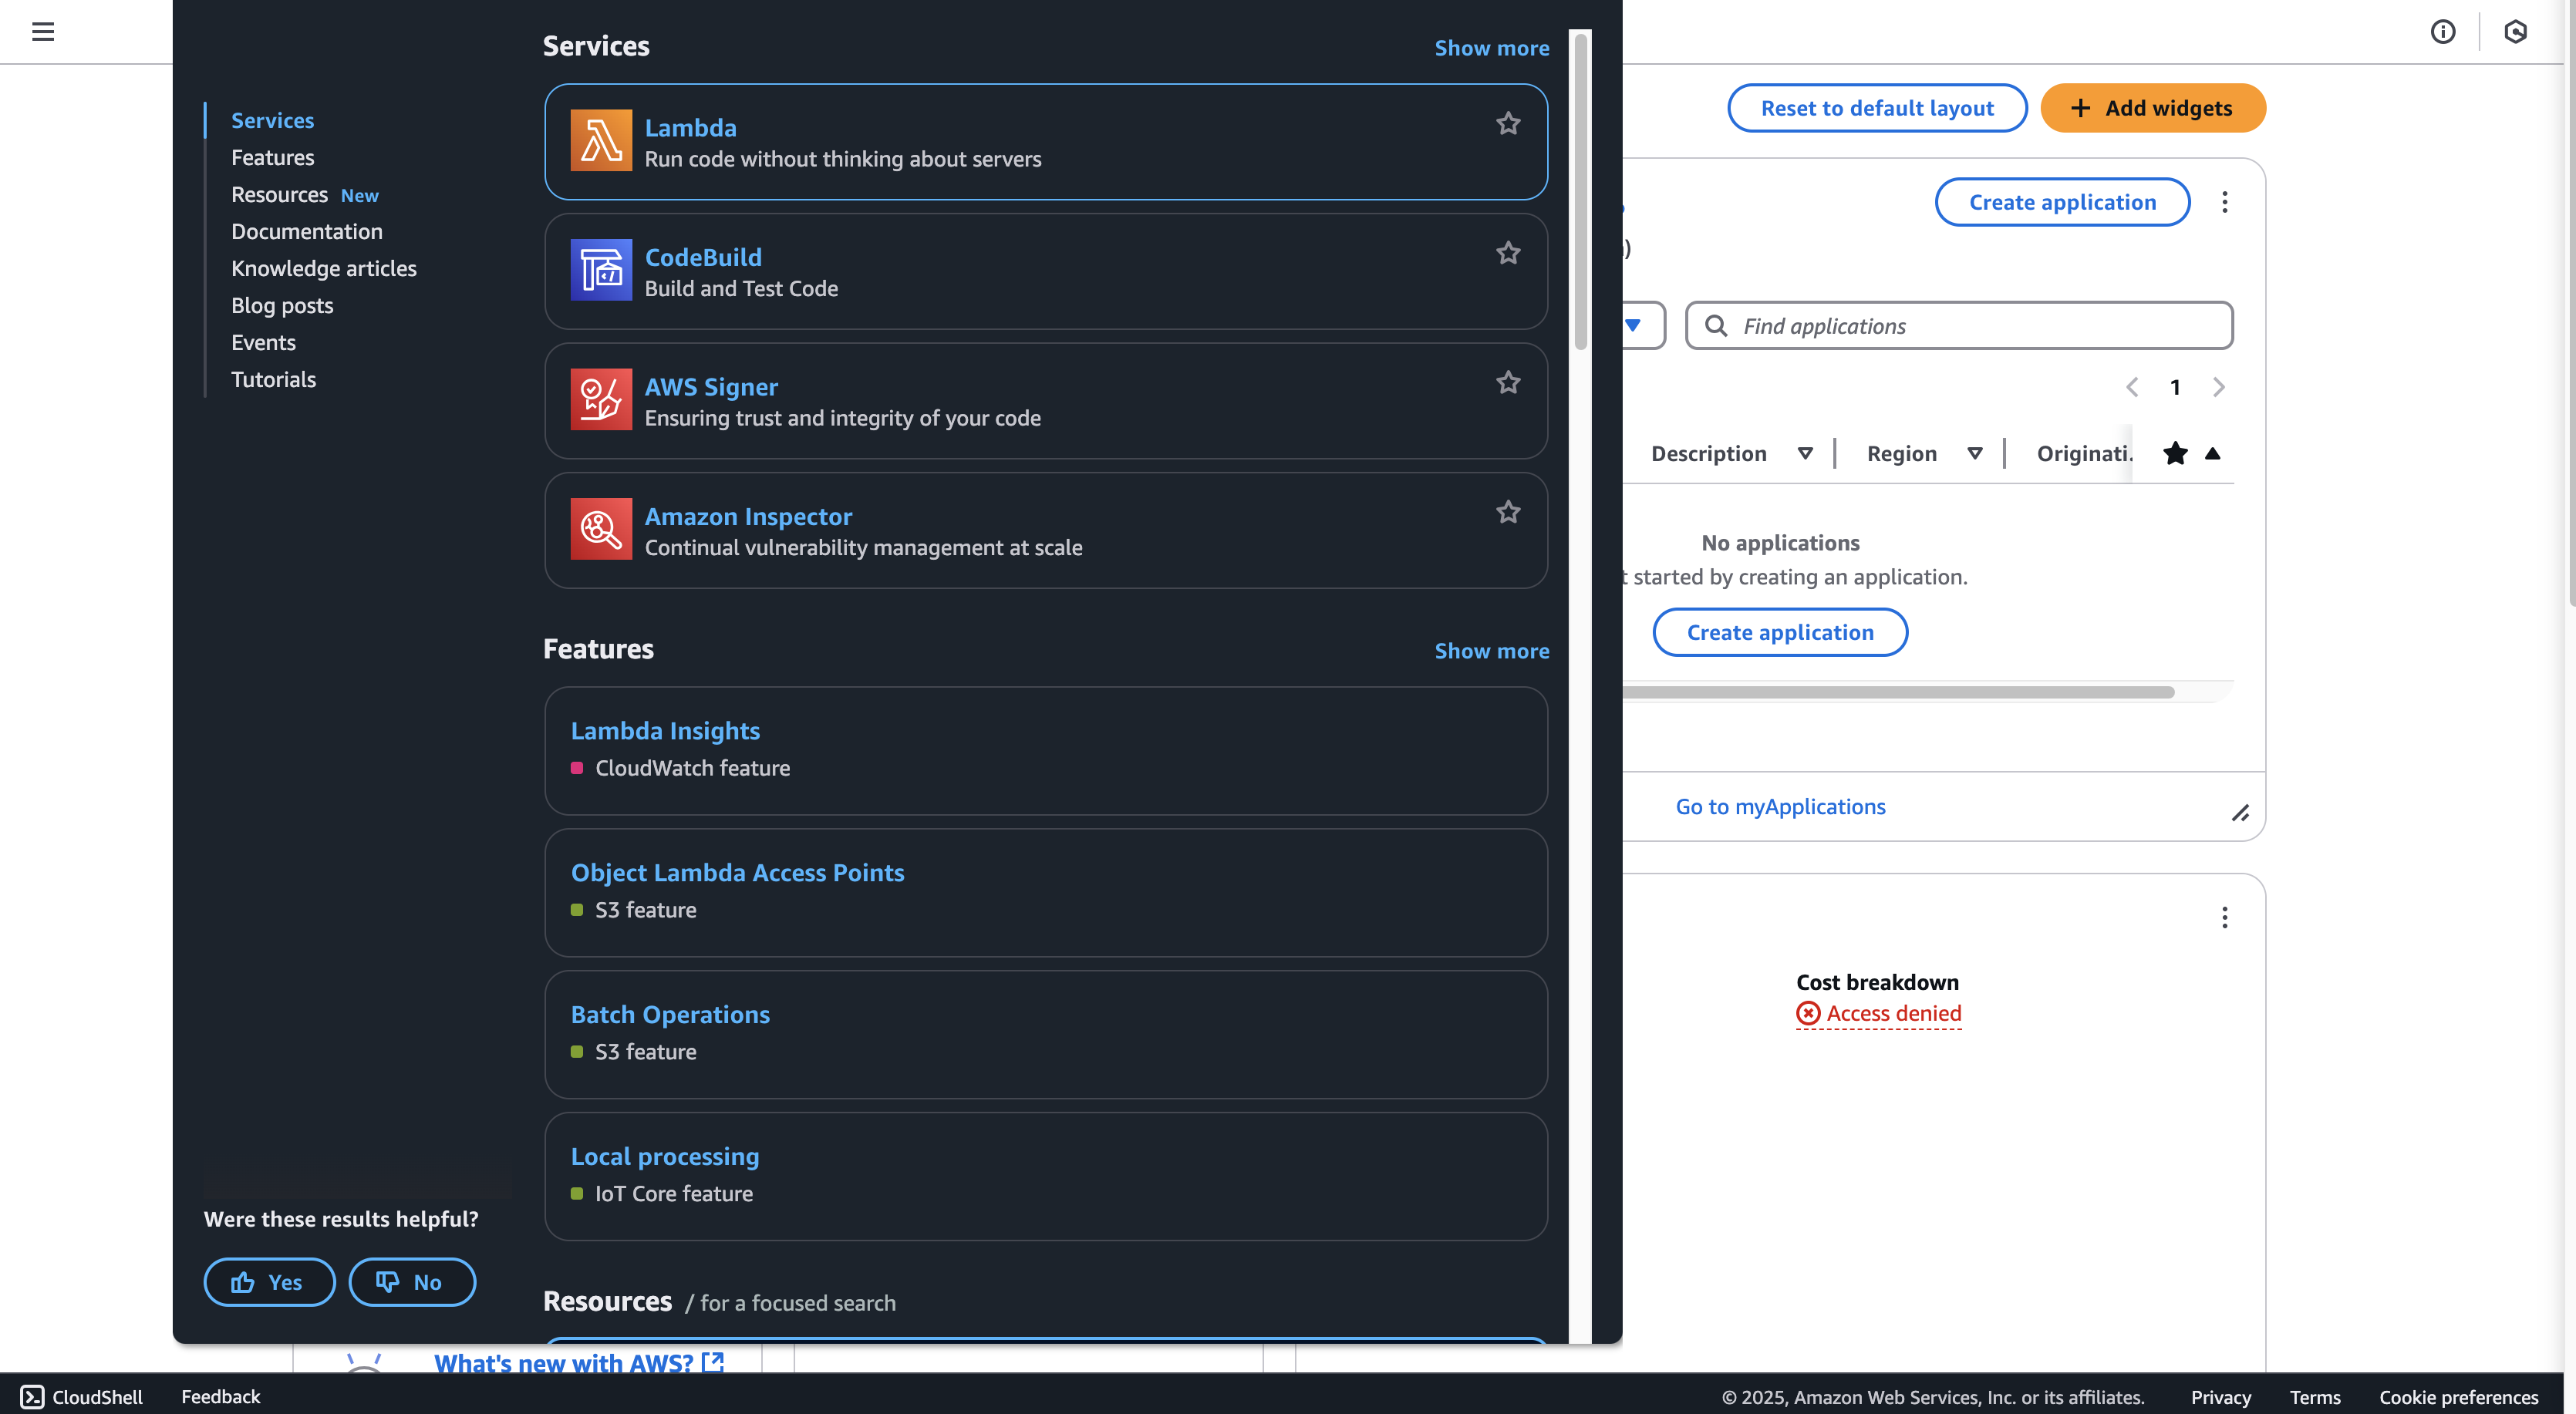 Services
Features
Resources New
Documentation
Knowledge articles
Blog posts
Events
Tutorials
Were these results helpful?
Yes
No
Services
Show more
Lambda
Run code without thinking about servers
CodeBuild
Build and Test Code
AWS Signer
Ensuring trust and integrity of your code
Amazon Inspector
Continual vulnerability management at scale
Features
Show more
Lambda Insights
CloudWatch feature
Object Lambda Access Points
S3 feature
Batch Operations
S3 feature
Local processing
IoT Core feature
Resources / for a focused search
Reset to default layout
+ Add widgets
Create application
)
Find applications
1
Description
Region
Originati.
No applications
t started by creating an application.
Create application
Go to myApplications
Cost breakdown
Access denied
What's new with AWS?
CloudShell
Feedback
© 2025, Amazon Web Services, Inc. or its affiliates.
Privacy
Terms
Cookie preferences